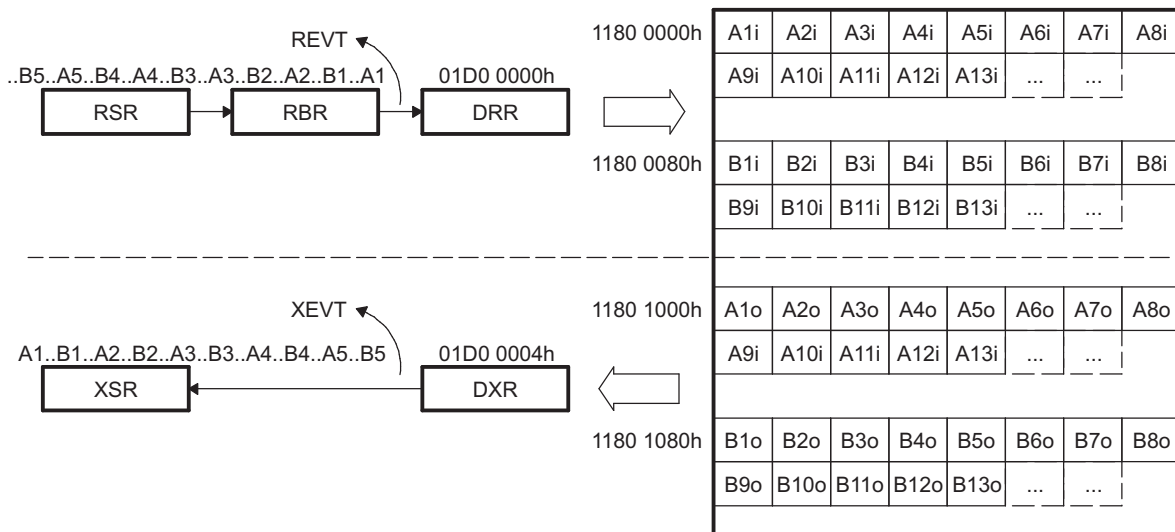 REVT
..B5..A5..B4..A4..B3..A3..B2..A2..B1..A1 01D0 0000h
RSR RBR DRR
1180 0000h A1i A2i A3i A4i A5i A6i A7i A8i
A9i A10i A11i A12i A13i ... ...
1180 0080h B1i B2i B3i B4i B5i B6i B7i B8i
B9i B10i B11i B12i B13i ... ...
XEVT
A1..B1..A2..B2..A3..B3..A4..B4..A5..B5 01D0 0004h
XSR DXR
1180 1000h A1o A2o A3o A4o A5o A6o A7o A8o
A9i A10i A11i A12i A13i ... ...
1180 1080h B1o B2o B3o B4o B5o B6o B7o B8o
B9o B10o B11o B12o B13o ... ...